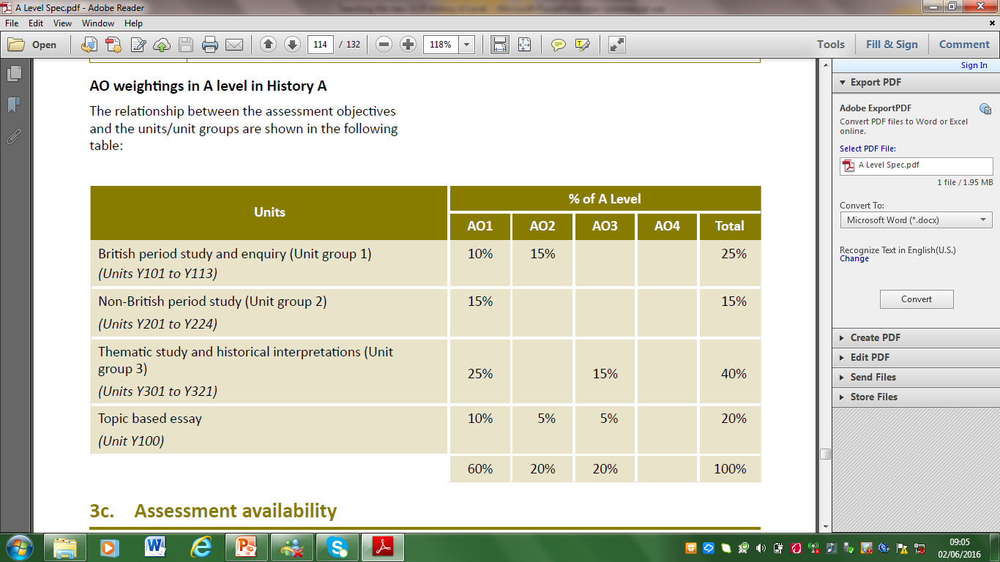 A Level Spec.pdf - Adobe Reader
File Edit View Window Help
Open 114 / 132 118% Tools Fill & Sign Comment
Sign In
AO weightings in A level in History A
The relationship between the assessment objectives
and the units/unit groups are shown in the following
table:
Units % of A Level
AO1 AO2 AO3 AO4 Total
British period study and enquiry (Unit group 1) 10% 15% 25%
(Units Y101 to Y113)
Non-British period study (Unit group 2) 15% 15%
(Units Y201 to Y224)
Thematic study and historical interpretations (Unit
group 3)
25% 15% 40%
(Units Y301 to Y321)
Topic based essay 10% 5% 5% 20%
(Unit Y100)
60% 20% 20% 100%
3c. Assessment availability
Export PDF
Adobe ExportPDF
Convert PDF files to Word or Excel
online.
Select PDF File:
A Level Spec.pdf
1 file / 1.95 MB
Convert To:
Microsoft Word (*.docx)
Recognize Text in English(U.S.)
Change
Convert
Create PDF
Edit PDF
Send Files
Store Files
09:05
02/06/2016